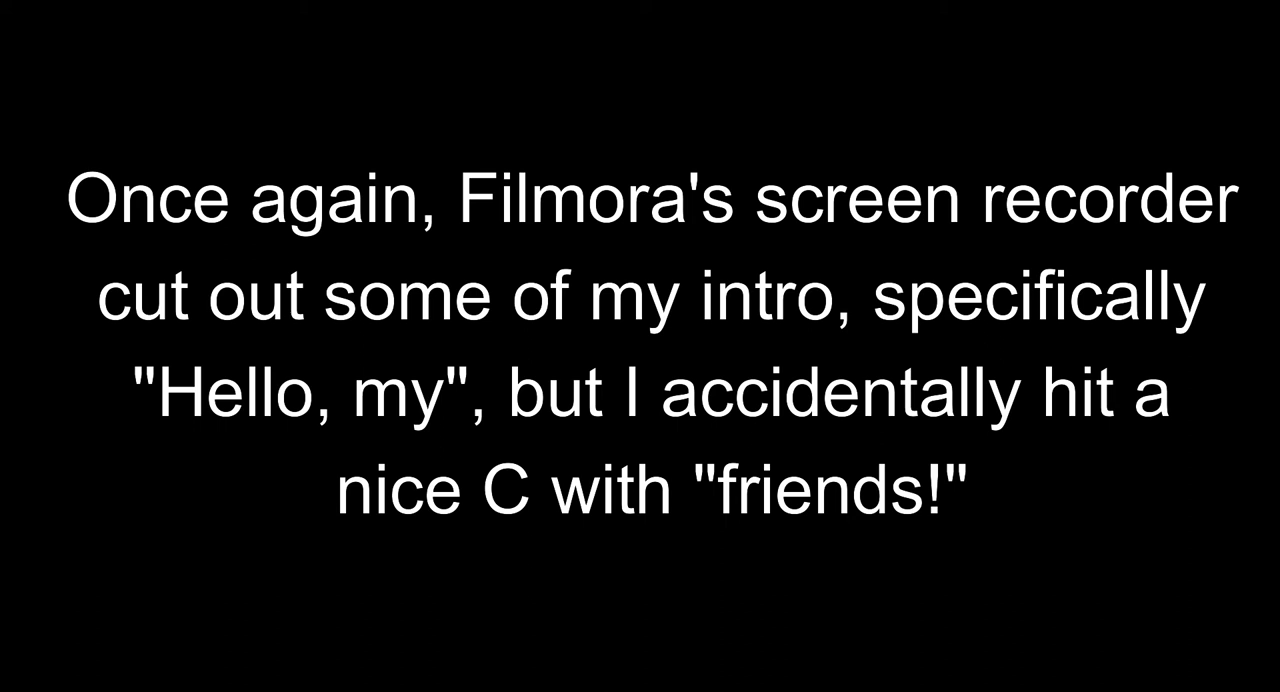 Once again, Filmora's screen recorder
cut out some of my intro, specifically
"Hello, my", but I accidentally hit a
nice C with "friends!"